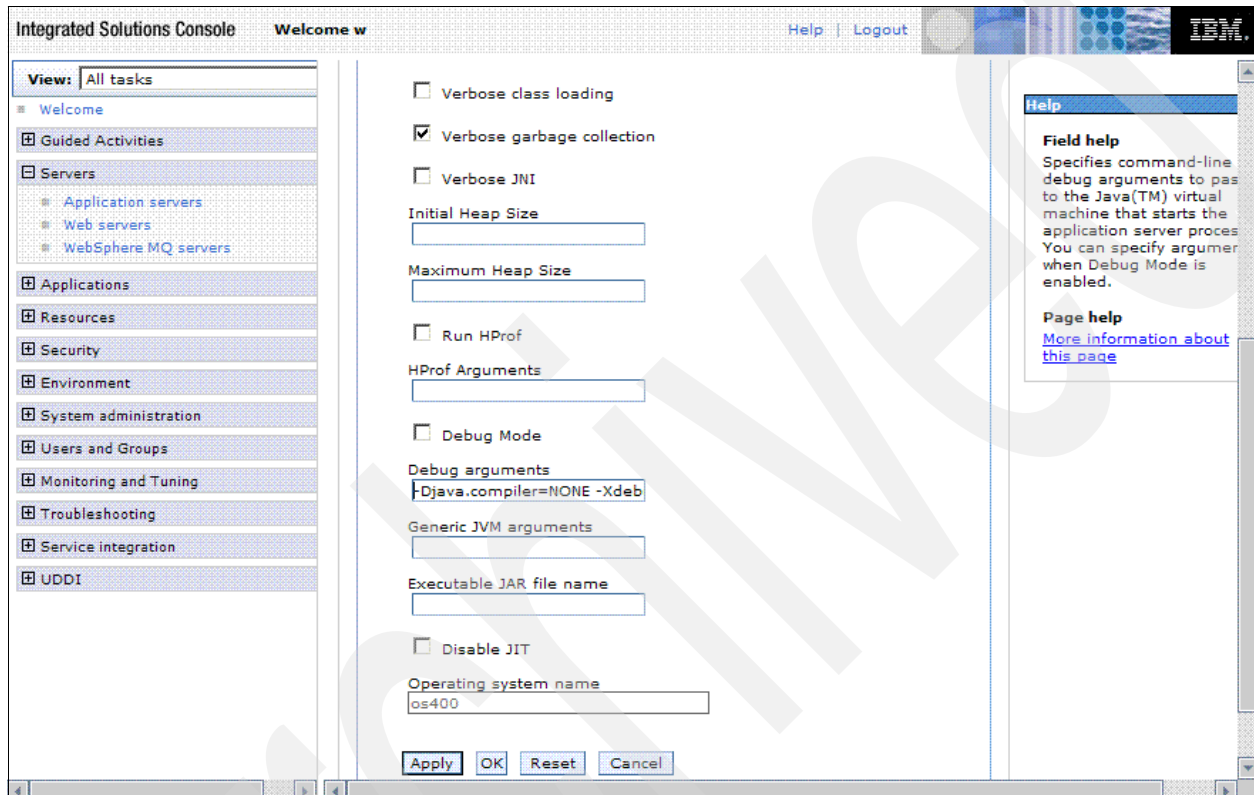 Integrated Solutions Console Welcome w Help | Logout IBM.
View: All tasks
Welcome
Guided Activities
Servers
Application servers
Web servers
WebSphere MQ servers
Applications
Resources
Security
Environment
System administration
Users and Groups
Monitoring and Tuning
Troubleshooting
Service integration
UDDI
Verbose class loading
Verbose garbage collection
Verbose JNI
Initial Heap Size
Maximum Heap Size
Run HProf
HProf Arguments
Debug Mode
Debug arguments
-Djava.compiler=NONE -Xdeb
Generic JVM arguments
Executable JAR file name
Disable JIT
Operating system name
os400
Apply OK Reset Cancel
Help
Field help
Specifies command-line
debug arguments to pas
to the Java(TM) virtual
machine that starts the
application server proces
You can specify argumen
when Debug Mode is
enabled.
Page help
More information about
this page